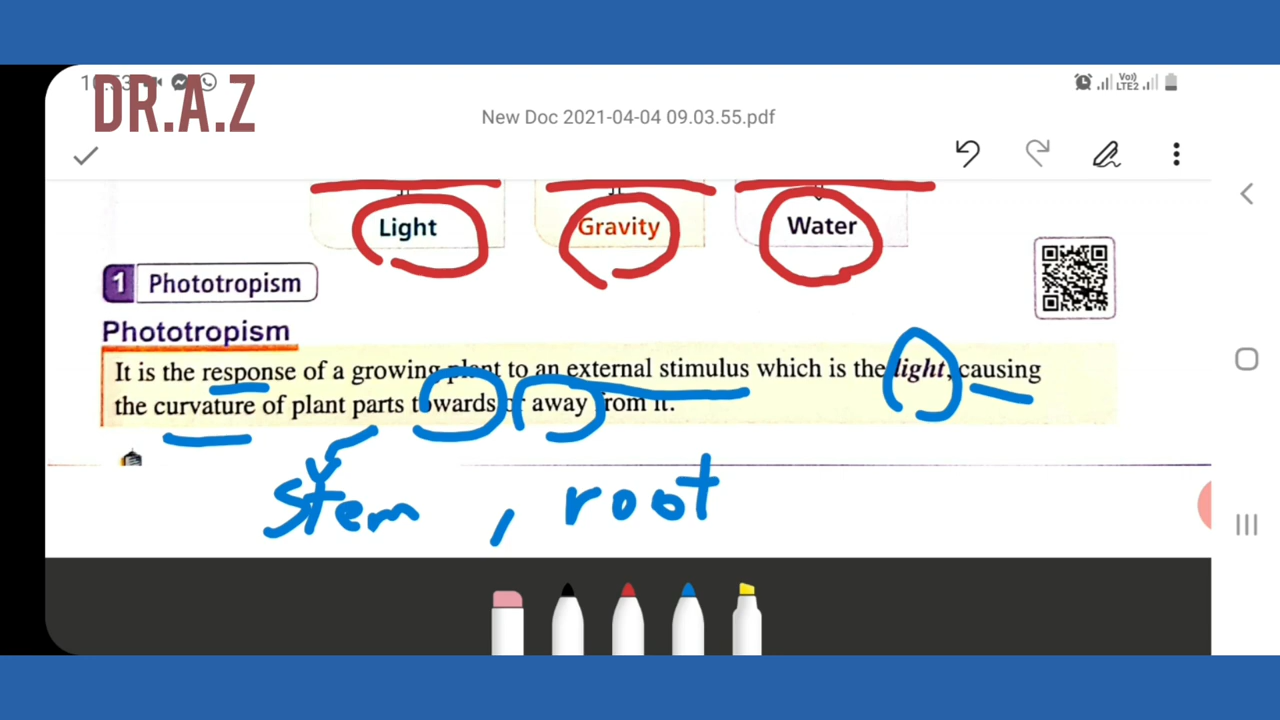 DR.A.Z
New Doc 2021-04-04 09.03.55.pdf
Light Gravity Water
1 Phototropism
Phototropism
It is the response of a growing plant to an external stimulus which is the light, causing
the curvature of plant parts towards or away from it.
stem , root